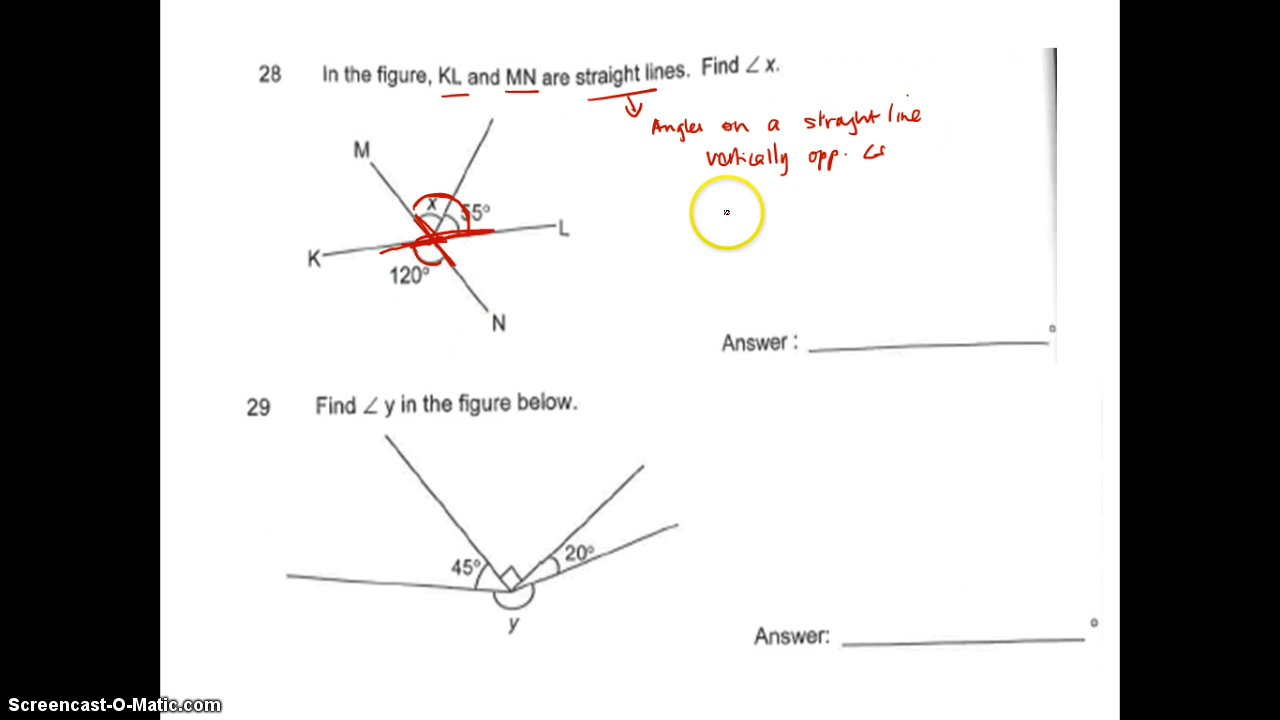 28 In the figure, KL and MN are straight lines. Find ∠ x.
Angles on a straight line
vertically opp. ∠s
M
x
55°
L
K
120°
N
Answer : °
29 Find ∠ y in the figure below.
45°
20°
y
Answer: °
Screencast-O-Matic.com